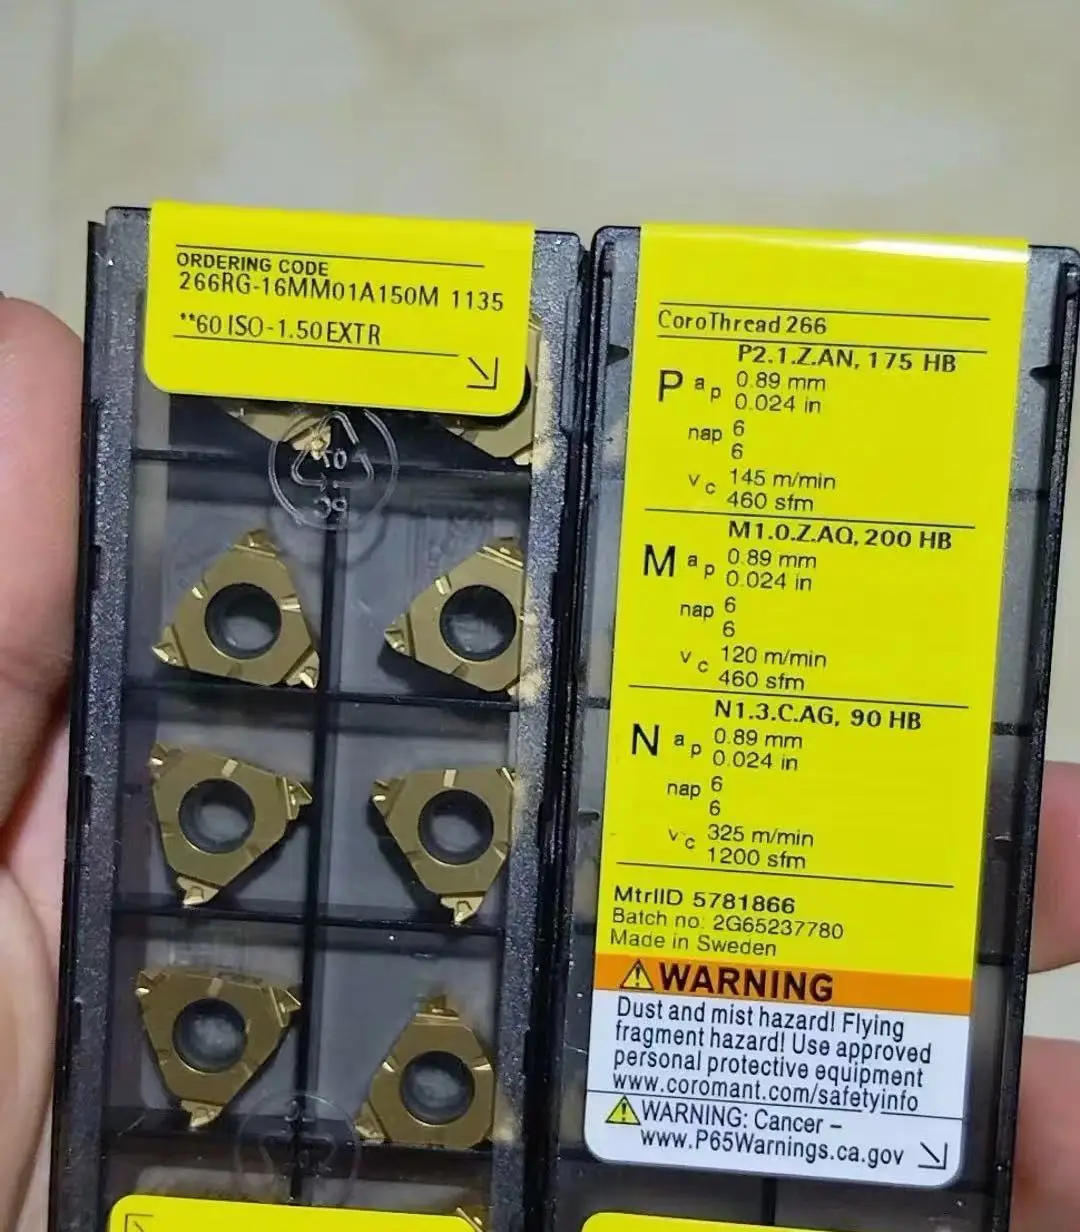 ORDERING CODE
266RG-16MM01A150M 1135
**60 ISO-1.50 EXTR
CoroThread 266
P2.1.Z.AN, 175 HB
P ap 0.89 mm
0.024 in
nap 6
6
vc 145 m/min
460 sfm
M1.0.Z.AQ, 200 HB
M ap 0.89 mm
0.024 in
nap 6
6
vc 120 m/min
460 sfm
N1.3.C.AG, 90 HB
N ap 0.89 mm
0.024 in
nap 6
6
vc 325 m/min
1200 sfm
MtrlID 5781866
Batch no: 2G65237780
Made in Sweden
WARNING
Dust and mist hazard! Flying
fragment hazard! Use approved
personal protective equipment
www.coromant.com/safetyinfo
WARNING: Cancer –
www.P65Warnings.ca.gov